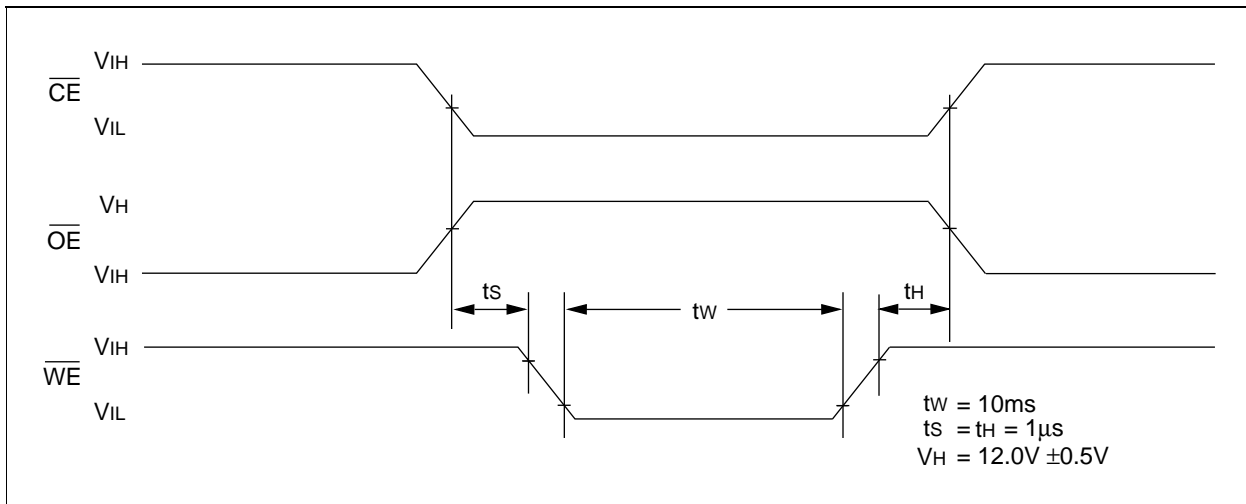 VIH
CE
VIL
VH
OE
VIH
tS
tW
tH
VIH
WE
VIL
tW = 10ms
tS = tH = 1µs
VH = 12.0V ±0.5V